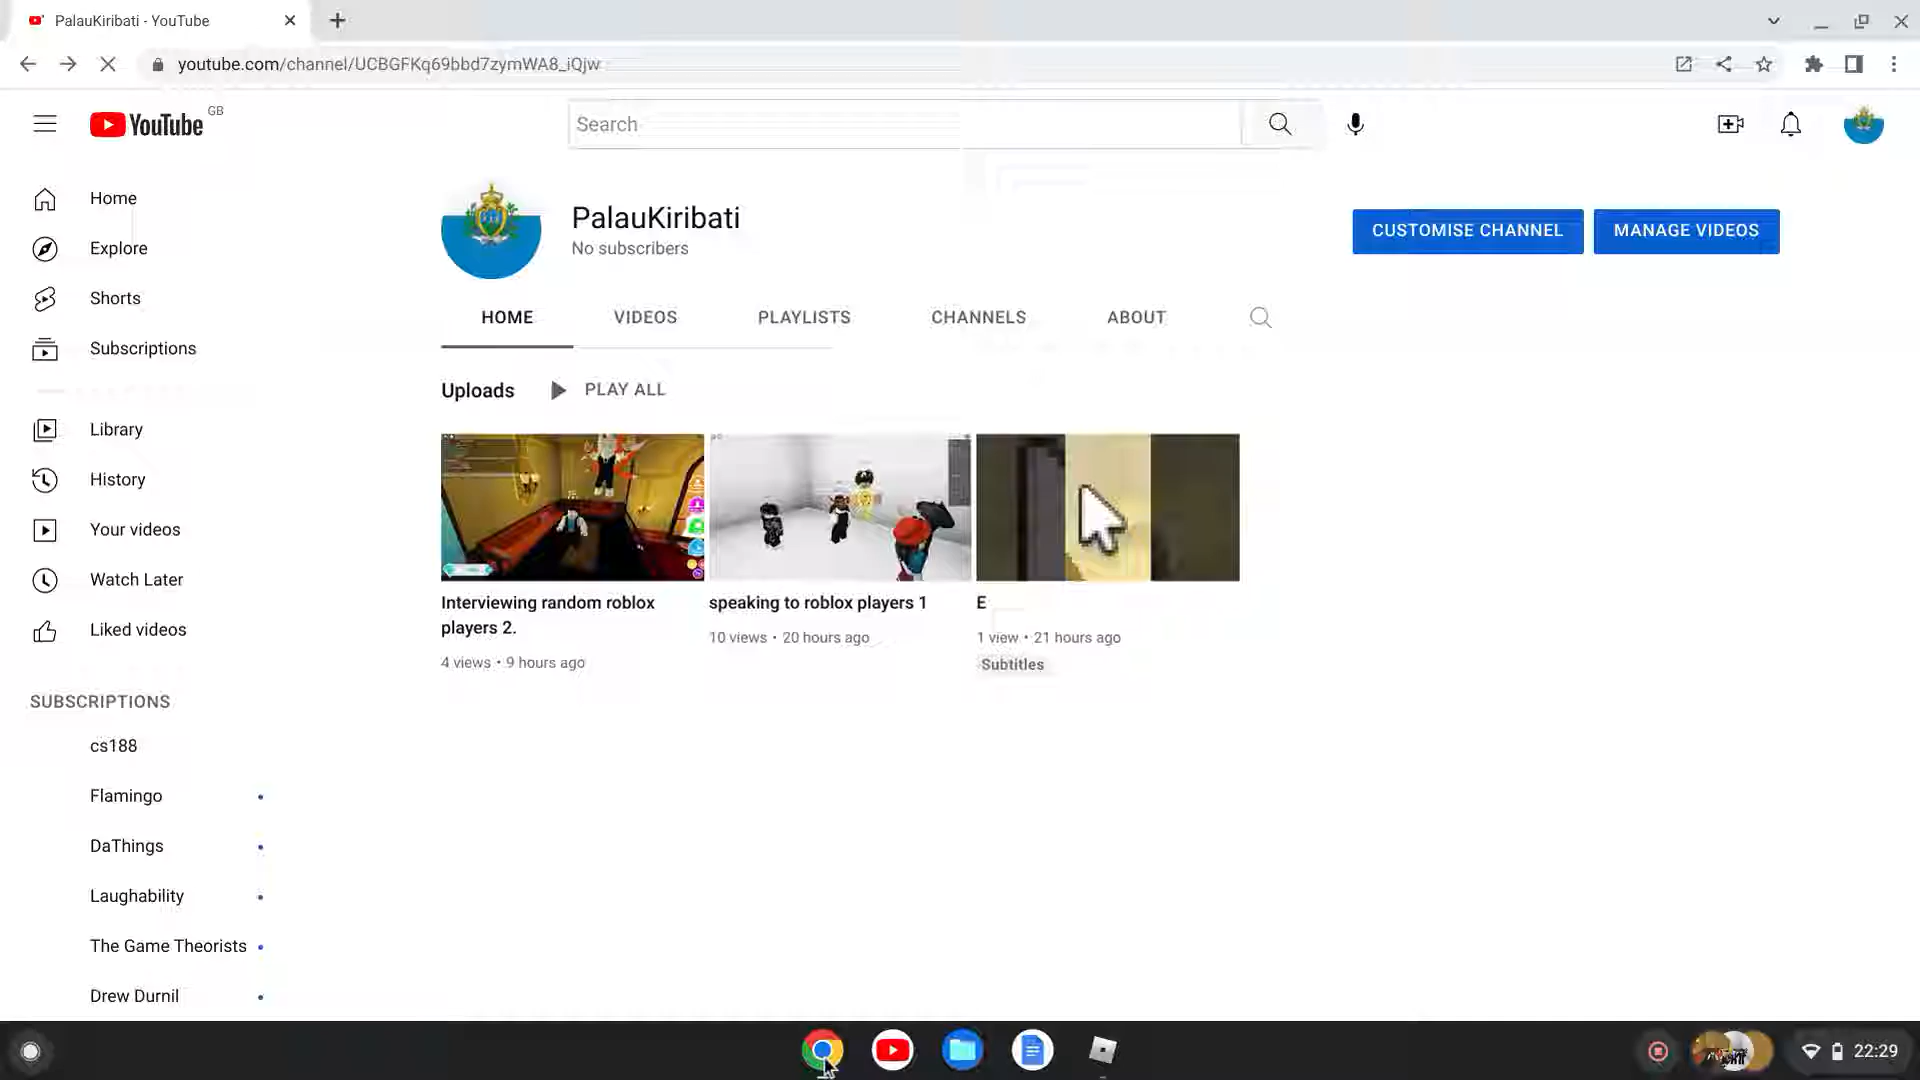 PalauKiribati - YouTube
youtube.com/channel/UCBGFKq69bbd7zymWA8_iQjw
YouTube GB
Search
Home
Explore
Shorts
Subscriptions
Library
History
Your videos
Watch Later
Liked videos
SUBSCRIPTIONS
cs188
Flamingo
DaThings
Laughability
The Game Theorists
Drew Durnil
PalauKiribati
No subscribers
CUSTOMISE CHANNEL
MANAGE VIDEOS
HOME VIDEOS PLAYLISTS CHANNELS ABOUT
Uploads PLAY ALL
Interviewing random roblox
players 2.
4 views • 9 hours ago
speaking to roblox players 1
10 views • 20 hours ago
E
1 view • 21 hours ago
Subtitles
22:29